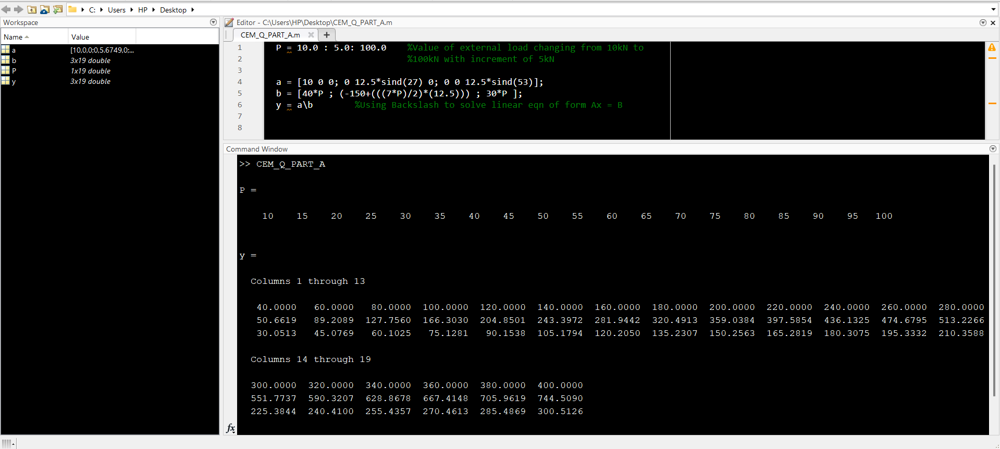 C: Users HP Desktop
Workspace
Name Value
a [10,0,0;0,5.6749,0;...
b 3x19 double
P 1x19 double
y 3x19 double
Editor - C:\Users\HP\Desktop\CEM_Q_PART_A.m
CEM_Q_PART_A.m
1 P = 10.0 : 5.0: 100.0 %Value of external load changing from 10kN to
2 %100kN with increment of 5kN
3
4 a = [10 0 0; 0 12.5*sind(27) 0; 0 0 12.5*sind(53)];
5 b = [40*P ; (-150+(((7*P)/2)*(12.5))) ; 30*P ];
6 y = a\b %Using Backslash to solve linear eqn of form Ax = B
7
8
Command Window
>> CEM_Q_PART_A
P =
10 15 20 25 30 35 40 45 50 55 60 65 70 75 80 85 90 95 100
y =
Columns 1 through 13
40.0000 60.0000 80.0000 100.0000 120.0000 140.0000 160.0000 180.0000 200.0000 220.0000 240.0000 260.0000 280.0000
50.6619 89.2089 127.7560 166.3030 204.8501 243.3972 281.9442 320.4913 359.0384 397.5854 436.1325 474.6795 513.2266
30.0513 45.0769 60.1025 75.1281 90.1538 105.1794 120.2050 135.2307 150.2563 165.2819 180.3075 195.3332 210.3588
Columns 14 through 19
300.0000 320.0000 340.0000 360.0000 380.0000 400.0000
551.7737 590.3207 628.8678 667.4148 705.9619 744.5090
225.3844 240.4100 255.4357 270.4613 285.4869 300.5126
fx